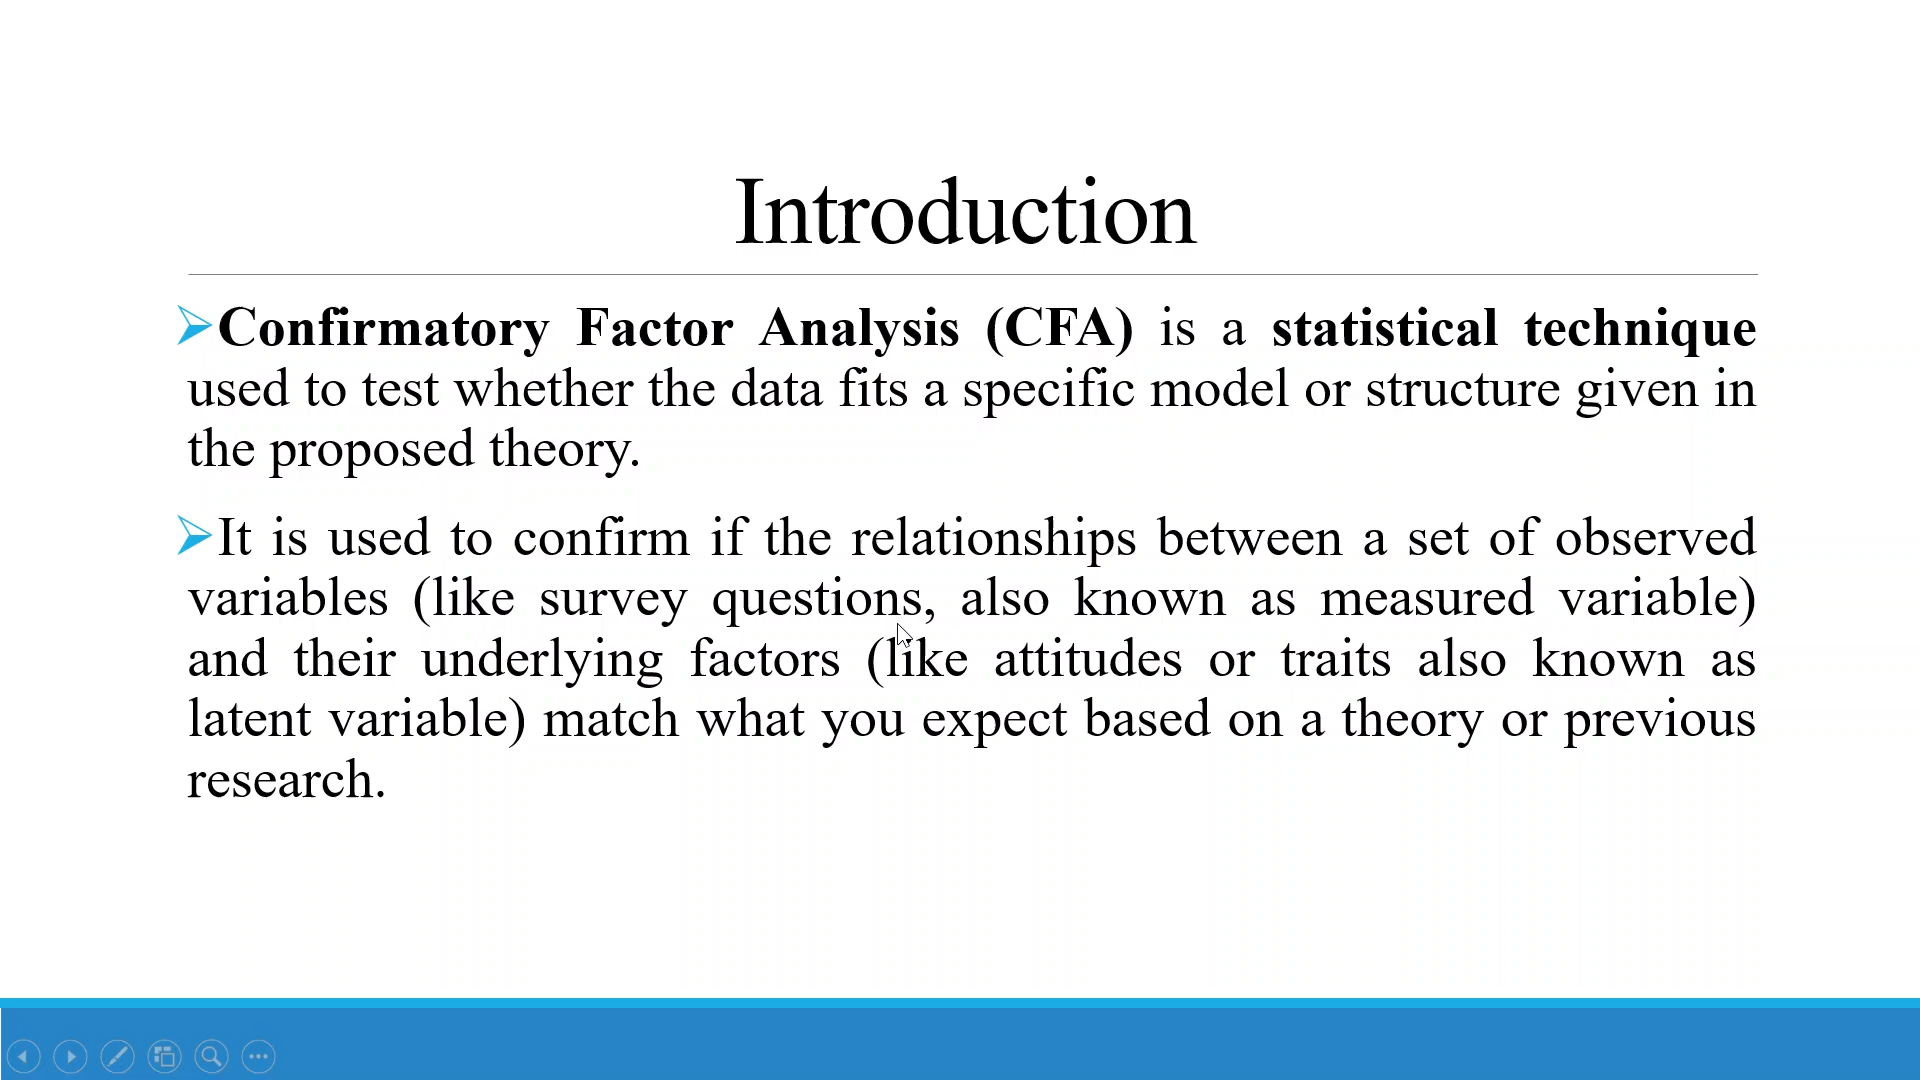 Introduction
Confirmatory Factor Analysis (CFA) is a statistical technique
used to test whether the data fits a specific model or structure given in
the proposed theory.
It is used to confirm if the relationships between a set of observed
variables (like survey questions, also known as measured variable)
and their underlying factors (like attitudes or traits also known as
latent variable) match what you expect based on a theory or previous
research.